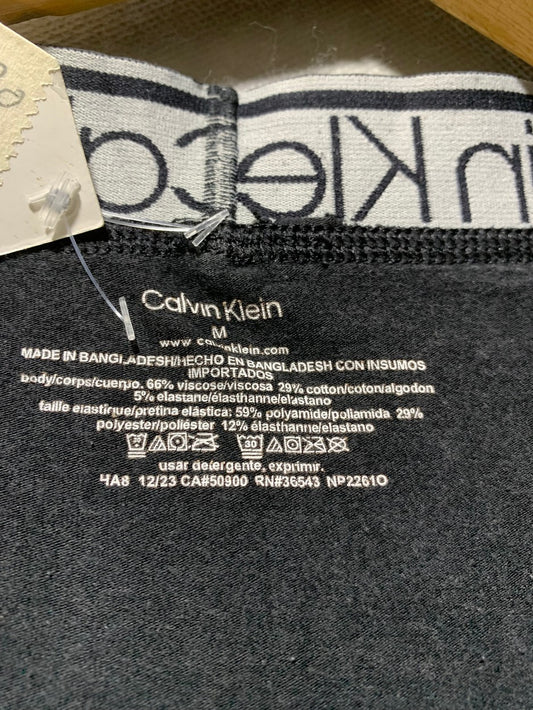 Calvin Klein
M
www.calvinklein.com
MADE IN BANGLADESH/HECHO EN BANGLADESH CON INSUMOS
IMPORTADOS
body/corps/cuerpo: 66% viscose/viscosa 29% cotton/coton/algodon
5% elastane/élasthanne/elastano
taille élastique/pretina elástica: 59% polyamide/poliamida 29%
polyester/poliéster 12% élasthanne/elastano
30
usar detergente, exprimir.
4A8 12/23 CA#50900 RN#36543 NP2261O